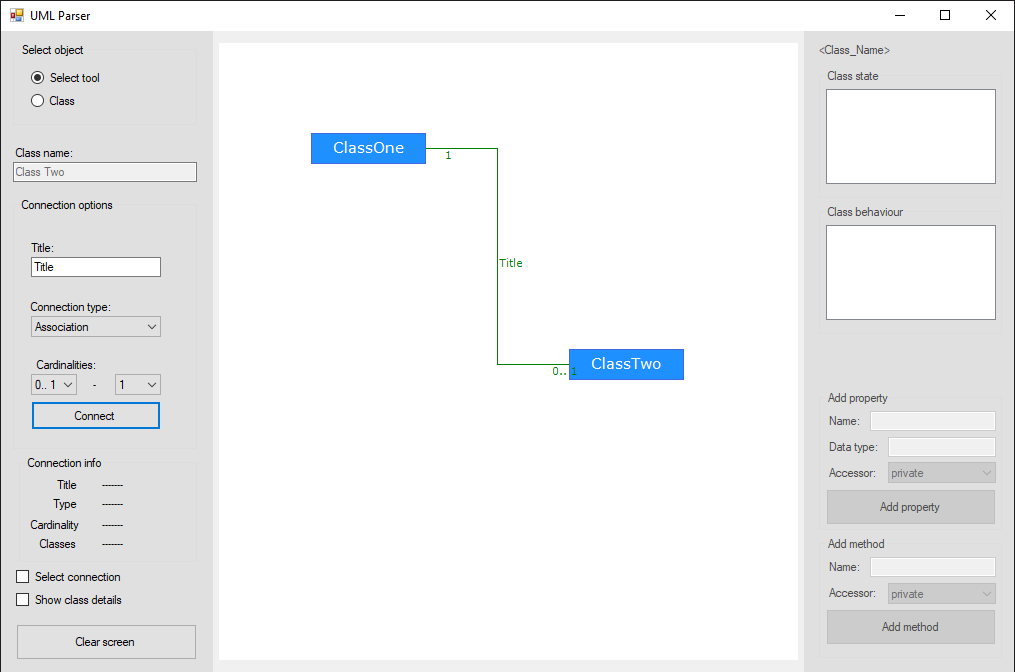 UML Parser
Select object
Select tool
Class
Class name:
Class Two
Connection options
Title:
Title
Connection type:
Association
Cardinalities:
0.. 1 - 1
Connect
Connection info
Title -------
Type -------
Cardinality -------
Classes -------
Select connection
Show class details
Clear screen
ClassOne
1
Title
ClassTwo
0.. 1
<Class_Name>
Class state
Class behaviour
Add property
Name:
Data type:
Accessor: private
Add property
Add method
Name:
Accessor: private
Add method